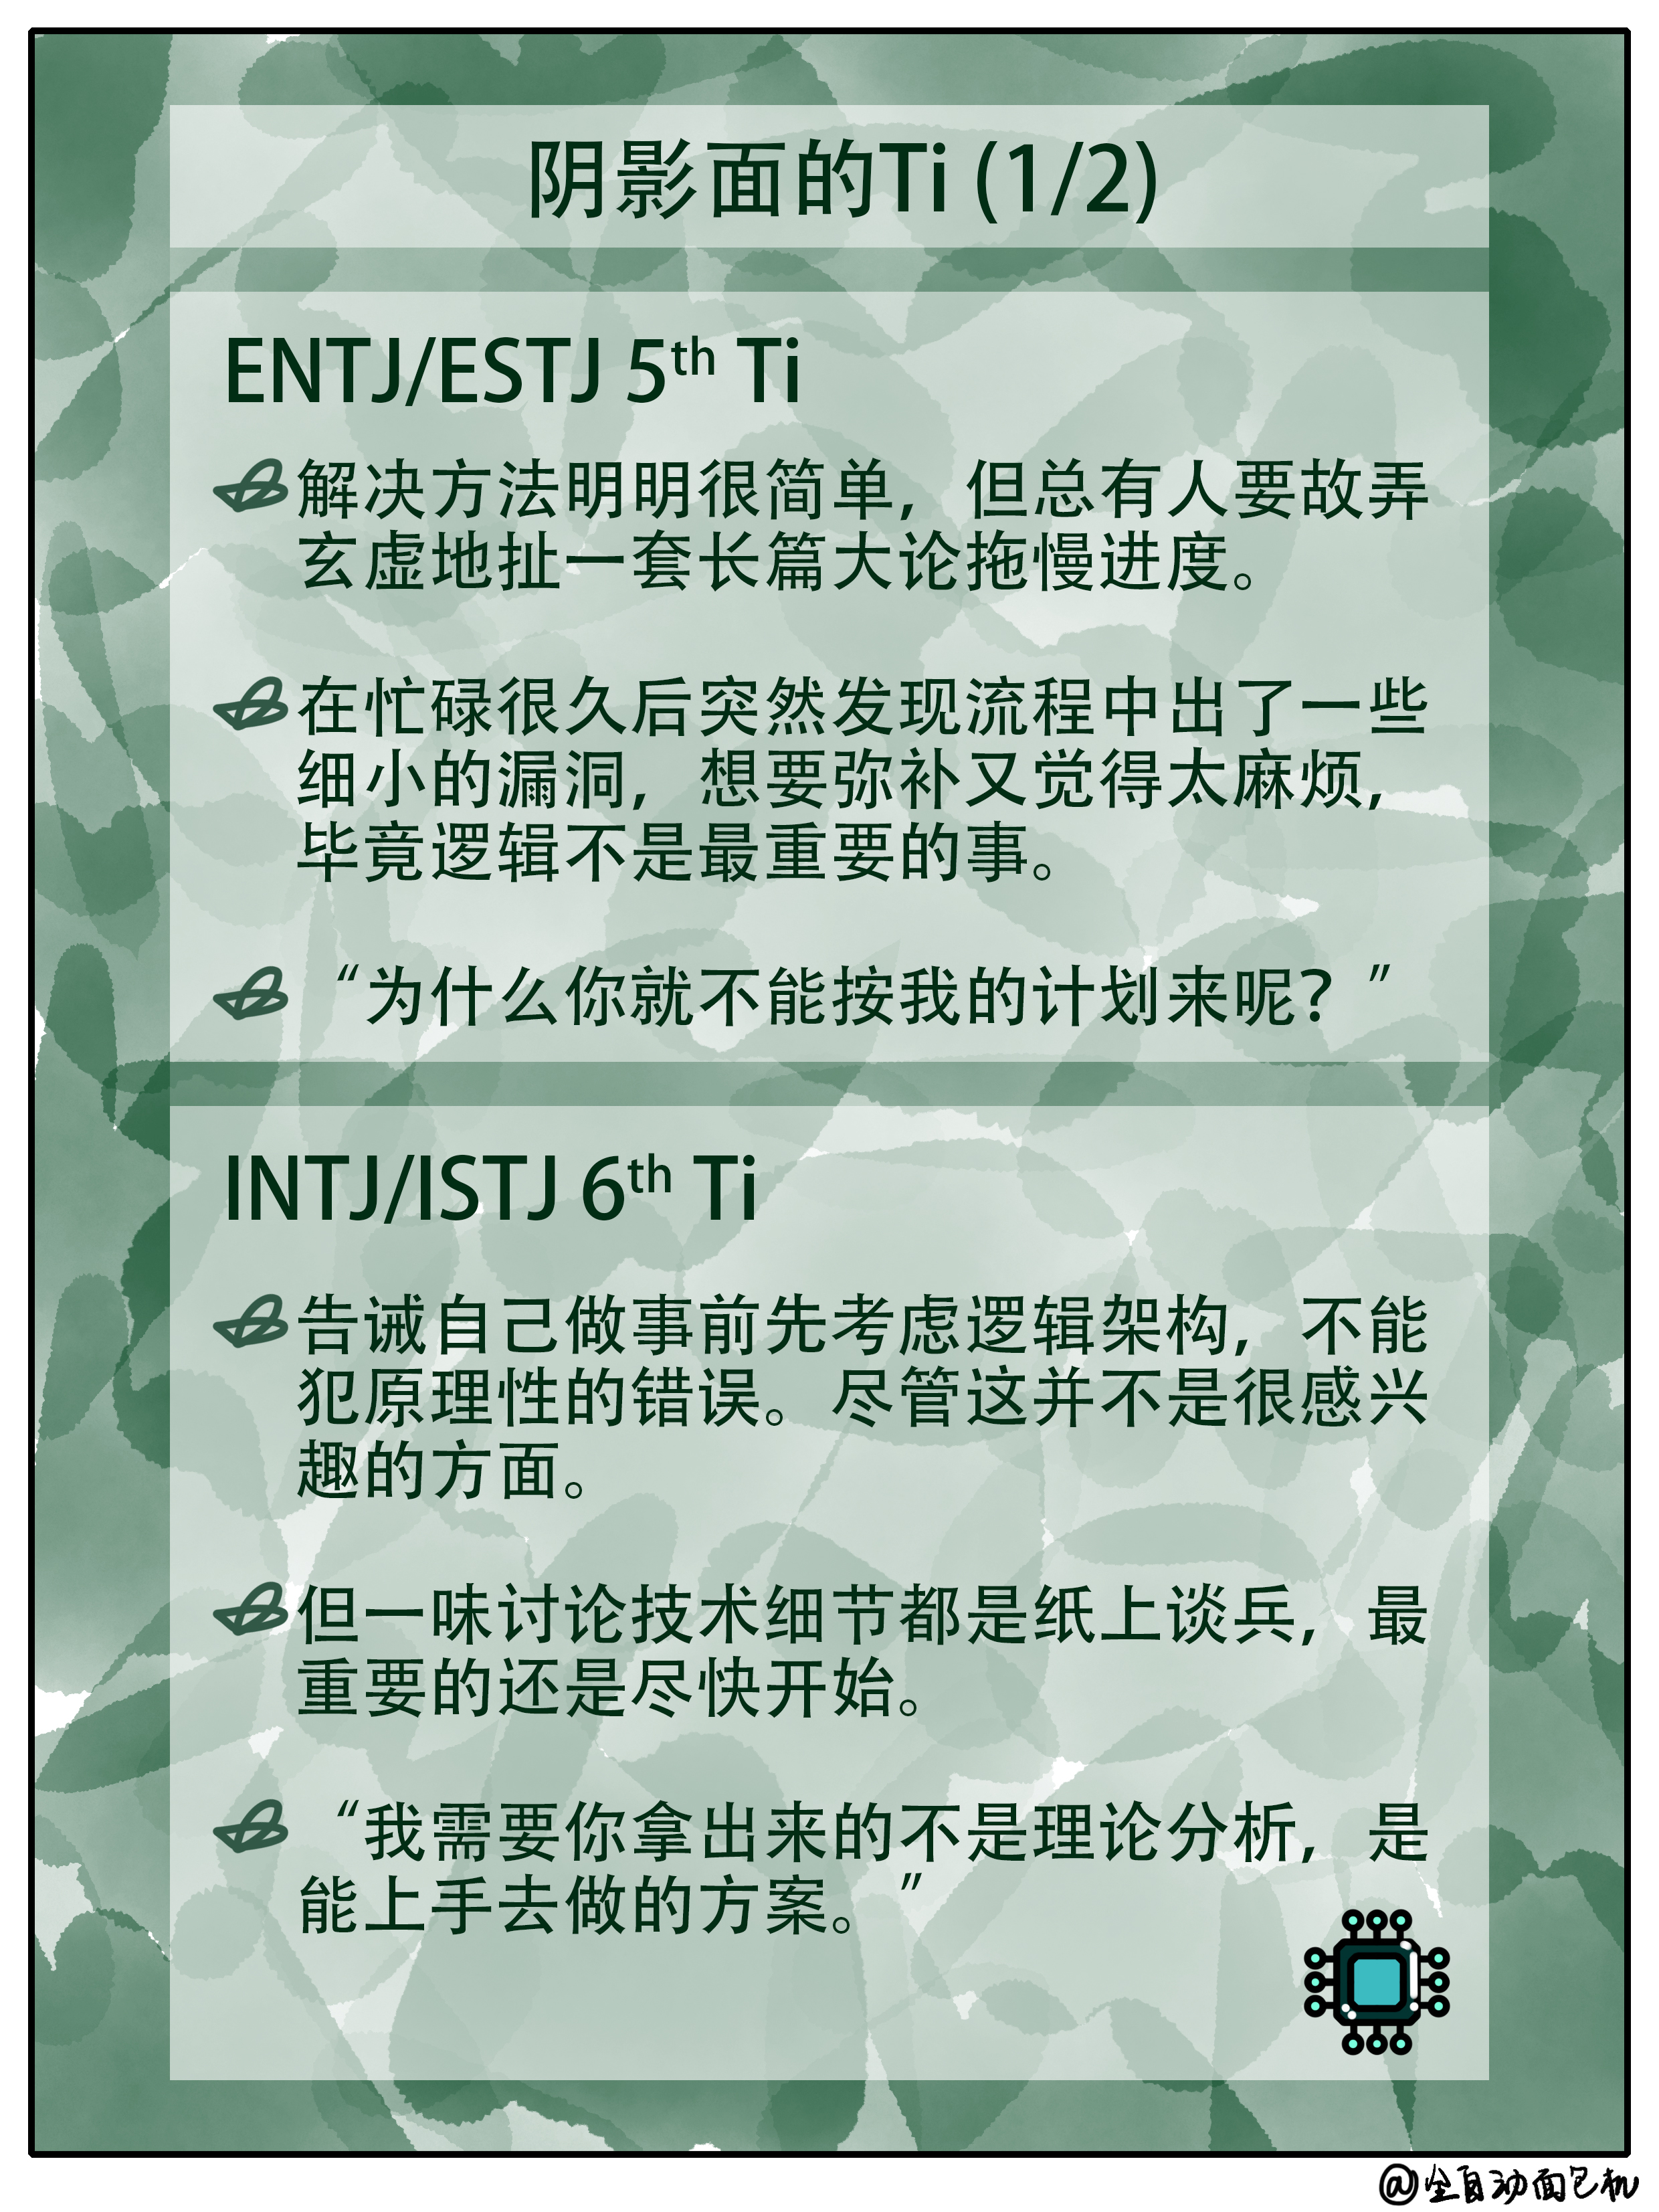 阴影面的Ti (1/2)
ENTJ/ESTJ 5th Ti
解决方法明明很简单，但总有人要故弄
玄虚地扯一套长篇大论拖慢进度。
在忙碌很久后突然发现流程中出了一些
细小的漏洞，想要弥补又觉得太麻烦，
毕竟逻辑不是最重要的事。
“为什么你就不能按我的计划来呢？”
INTJ/ISTJ 6th Ti
告诫自己做事前先考虑逻辑架构，不能
犯原理性的错误。尽管这并不是很感兴
趣的方面。
但一味讨论技术细节都是纸上谈兵，最
重要的还是尽快开始。
“我需要你拿出来的不是理论分析，是
能上手去做的方案。”
@全自动面包机